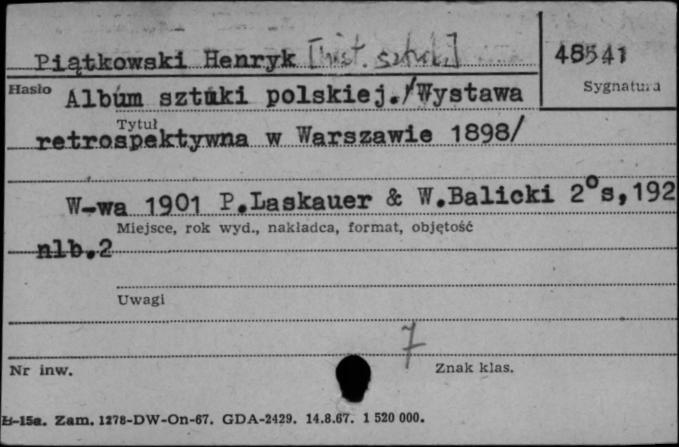 Piątkowski Henryk [hist. sztuki]
48541
Hasło
Sygnatura
Album sztuki polskiej./Wystawa
Tytuł
retrospektywna w Warszawie 1898/
W-wa 1901 P.Laskauer & W.Balicki 2°s,192
Miejsce, rok wyd., nakładca, format, objętość
nlb.2
Uwagi
7
Nr inw.
Znak klas.
H-15a. Zam. 1278-DW-On-67. GDA-2429. 14.8.67. 1 520 000.